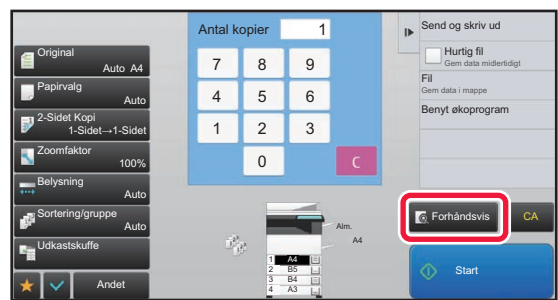 Original
Auto A4
Papirvalg
Auto
2-Sidet Kopi
1-Sidet→1-Sidet
Zoomfaktor
100%
Belysning
Auto
Sortering/gruppe
Auto
Udkastskuffe
Andet
Antal kopier 1
7 8 9
4 5 6
1 2 3
0 C
Alm.
A4
1 A4
2 B5
3 B4
4 A3
Send og skriv ud
Hurtig fil
Gem data midlertidigt
Fil
Gem data i mappe
Benyt økoprogram
Forhåndsvis CA
Start